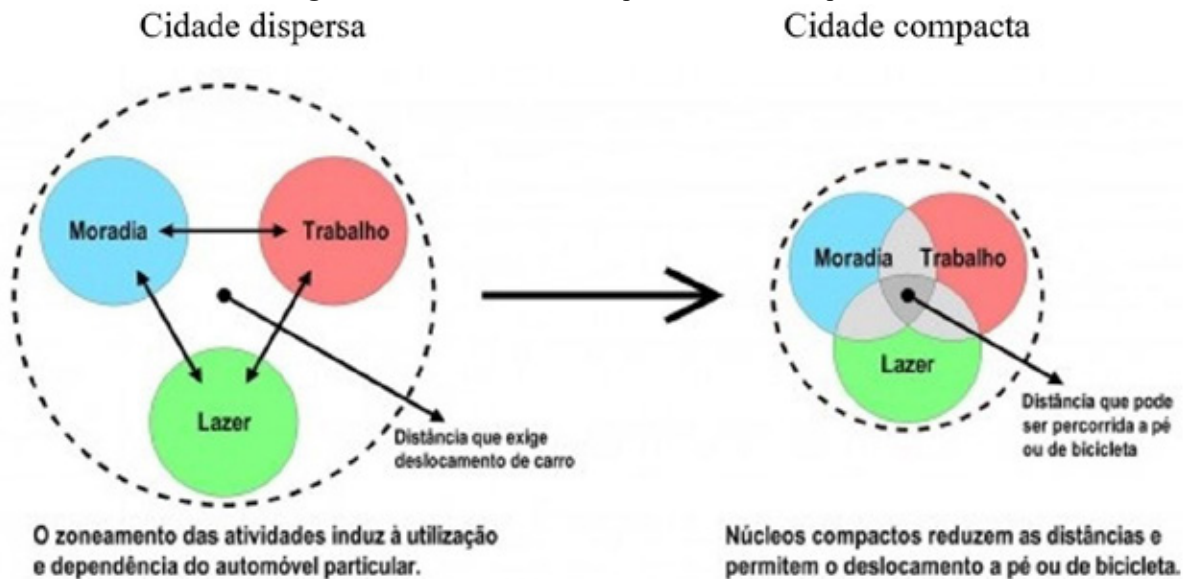 Cidade dispersa
Cidade compacta
Moradia
Trabalho
Lazer
Distância que exige
deslocamento de carro
O zoneamento das atividades induz à utilização
e dependência do automóvel particular.
Moradia
Trabalho
Lazer
Distância que pode
ser percorrida a pé
ou de bicicleta
Núcleos compactos reduzem as distâncias e
permitem o deslocamento a pé ou de bicicleta.